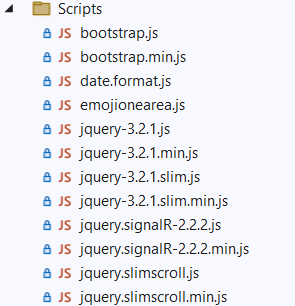 Scripts
JS bootstrap.js
JS bootstrap.min.js
JS date.format.js
JS emojionearea.js
JS jquery-3.2.1.js
JS jquery-3.2.1.min.js
JS jquery-3.2.1.slim.js
JS jquery-3.2.1.slim.min.js
JS jquery.signalR-2.2.2.js
JS jquery.signalR-2.2.2.min.js
JS jquery.slimscroll.js
JS jquery.slimscroll.min.js